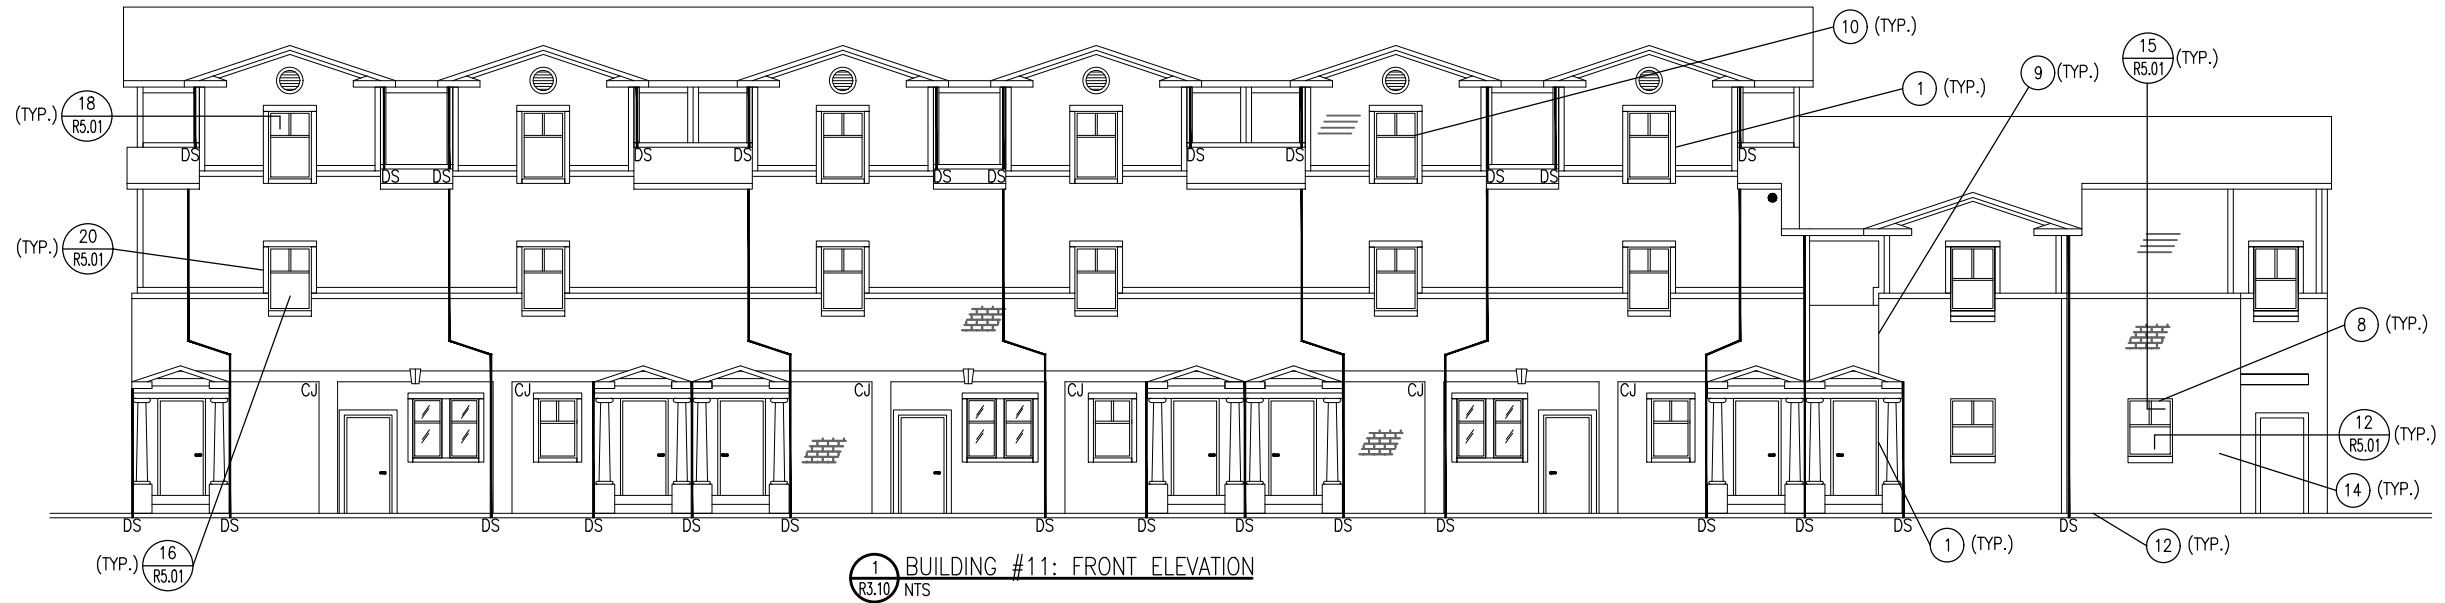 10 (TYP.)
15
R5.01 (TYP.)
9 (TYP.)
1 (TYP.)
(TYP.) 18
R5.01
DS DS DS DS DS DS DS DS DS DS DS
DS
(TYP.) 20
R5.01
8 (TYP.)
CJ CJ CJ CJ CJ CJ
12
R5.01 (TYP.)
14 (TYP.)
DS DS DS DS DS DS DS DS DS DS DS DS DS DS DS
(TYP.) 16
R5.01
1 (TYP.)
12 (TYP.)
1
R3.10
BUILDING #11: FRONT ELEVATION
NTS